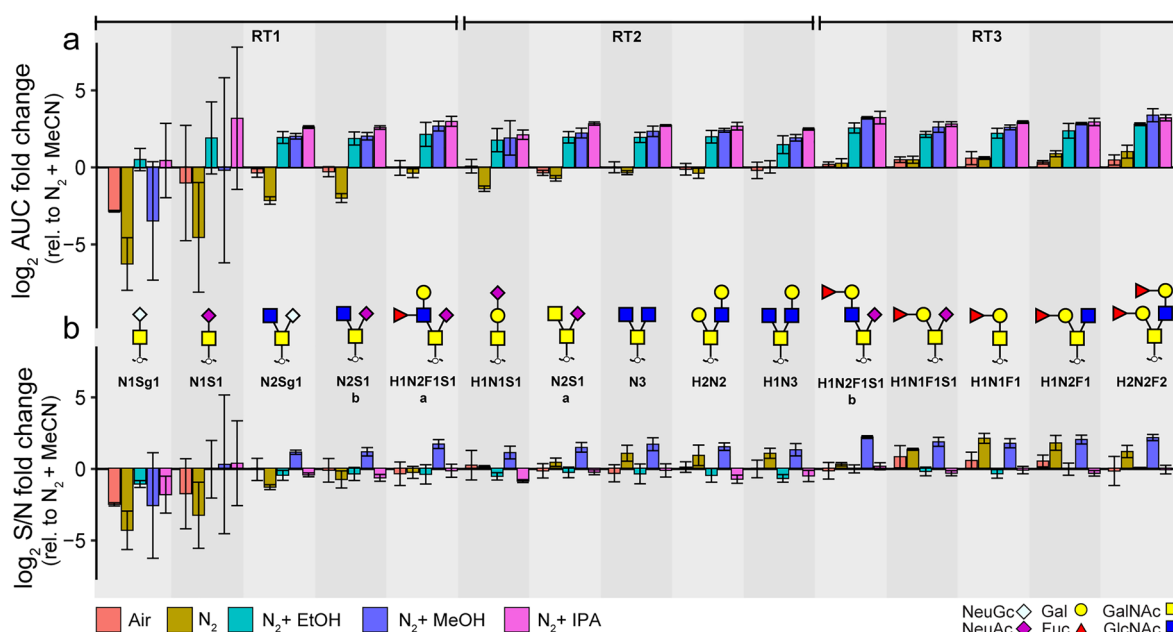 RT1 RT2 RT3
a
log2 AUC fold change
(rel. to N2 + MeCN)
5
0
−5
b
N1Sg1 N1S1 N2Sg1 N2S1 H1N2F1S1 H1N1S1 N2S1 N3 H2N2 H1N3 H1N2F1S1 H1N1F1S1 H1N1F1 H1N2F1 H2N2F2
b a a b
log2 S/N fold change
(rel. to N2 + MeCN)
5
0
−5
Air N2 N2+ EtOH N2+ MeOH N2+ IPA
NeuGc Gal GalNAc
NeuAc Fuc GlcNAc